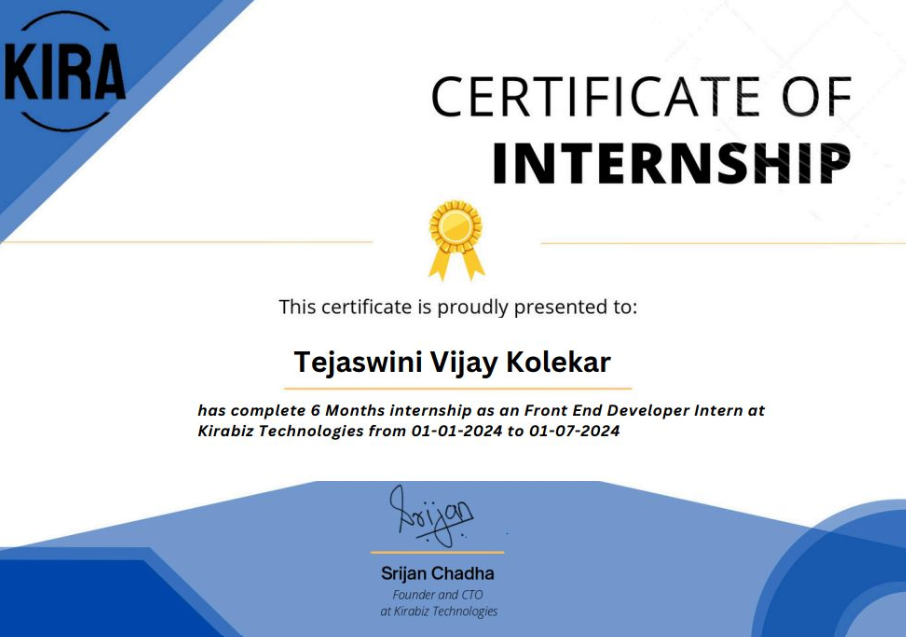 KIRA
CERTIFICATE OF
INTERNSHIP
This certificate is proudly presented to:
Tejaswini Vijay Kolekar
has complete 6 Months internship as an Front End Developer Intern at
Kirabiz Technologies from 01-01-2024 to 01-07-2024
Srijan
Srijan Chadha
Founder and CTO
at Kirabiz Technologies